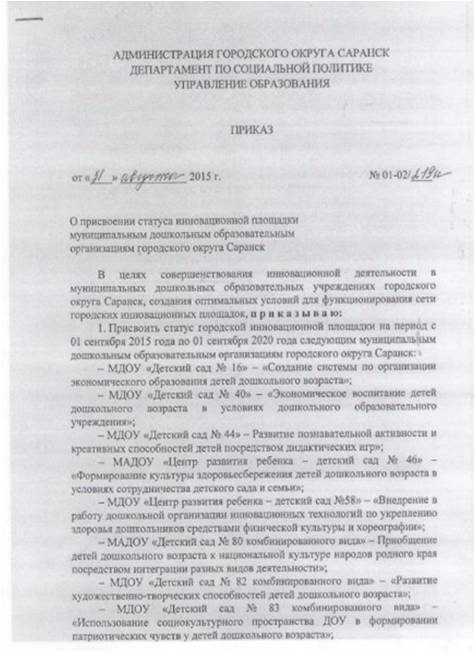 АДМИНИСТРАЦИЯ ГОРОДСКОГО ОКРУГА САРАНСК
ДЕПАРТАМЕНТ ПО СОЦИАЛЬНОЙ ПОЛИТИКЕ
УПРАВЛЕНИЕ ОБРАЗОВАНИЯ
ПРИКАЗ
от « 31 » августа 2015 г. № 01-02/
О присвоении статуса инновационной площадки
муниципальным дошкольным образовательным
организациям городского округа Саранск
В целях совершенствования инновационной деятельности в
муниципальных дошкольных образовательных учреждениях городского
округа Саранск, создания оптимальных условий для функционирования сети
городских инновационных площадок, приказываю:
1. Присвоить статус городской инновационной площадки на период с
01 сентября 2015 года по 01 сентября 2020 года следующим муниципальным
дошкольным образовательным организациям городского округа Саранск:
– МДОУ «Детский сад № 16» – «Создание системы по организации
экономического образования детей дошкольного возраста»;
– МДОУ «Детский сад № 40» – «Экономическое воспитание детей
дошкольного возраста в условиях дошкольного образовательного
учреждения»;
– МДОУ «Детский сад № 44» – Развитие познавательной активности и
креативных способностей детей посредством дидактических игр»;
– МАДОУ «Центр развития ребенка – детский сад № 46» –
«Формирование культуры здоровьесбережения детей дошкольного возраста в
условиях сотрудничества детского сада и семьи»;
– МДОУ «Центр развития ребенка – детский сад №58» – «Внедрение в
работу дошкольной организации инновационных технологий по укреплению
здоровья дошкольников средствами физической культуры и хореографии»;
– МАДОУ «Детский сад № 80 комбинированного вида» – Приобщение
детей дошкольного возраста к национальной культуре народов родного края
посредством интеграции разных видов деятельности»;
– МДОУ «Детский сад № 82 комбинированного вида» – «Развитие
художественно-творческих способностей детей дошкольного возраста»;
– МДОУ «Детский сад № 83 комбинированного вида» –
«Использование социокультурного пространства ДОУ в формировании
патриотических чувств у детей дошкольного возраста»;